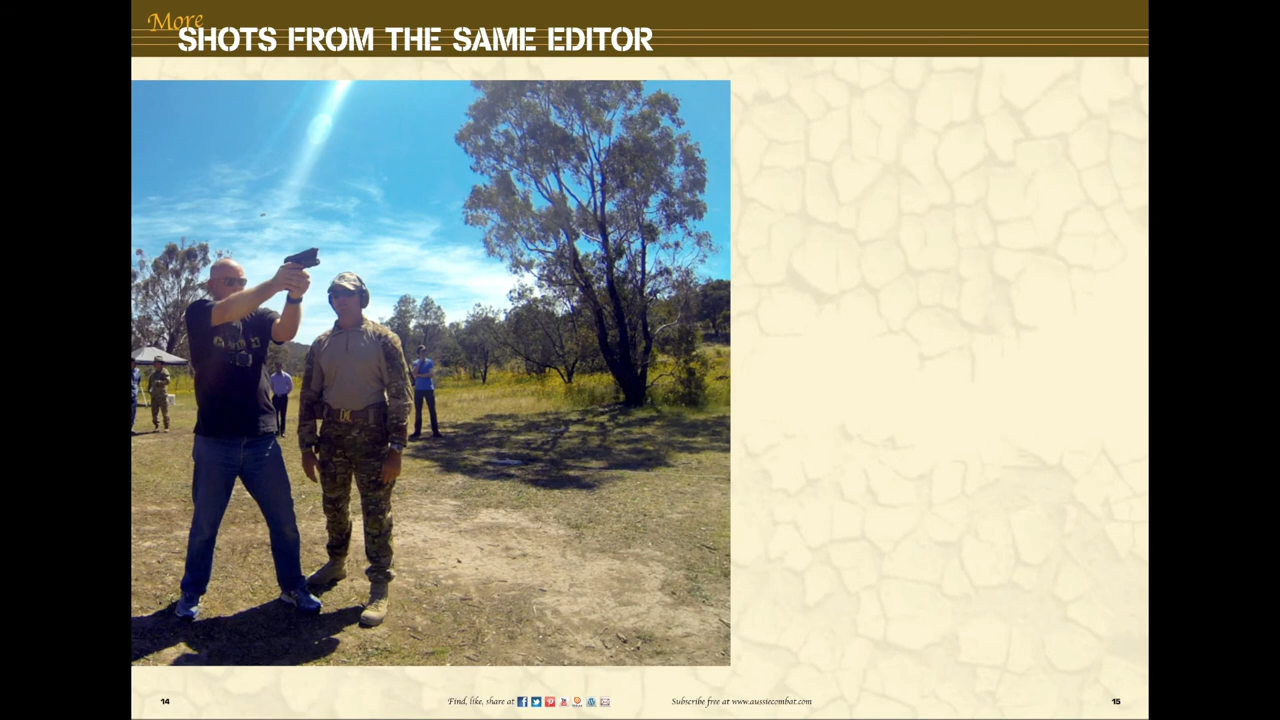 More
SHOTS FROM THE SAME EDITOR
14
Find, like, share at
Subscribe free at www.aussiecombat.com
15